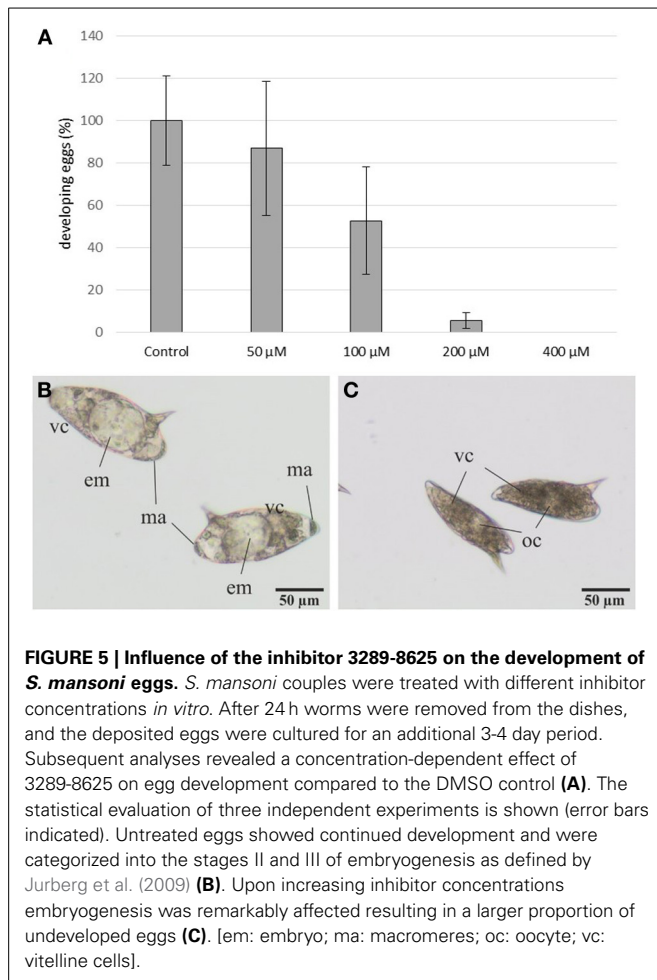 A
140
120
100
80
60
40
20
0
developing eggs (%)
Control 50 µM 100 µM 200 µM 400 µM
B
vc
em
ma
ma
vc
em
50 µm
C
vc
oc
50 µm
FIGURE 5 | Influence of the inhibitor 3289-8625 on the development of
S. mansoni eggs. S. mansoni couples were treated with different inhibitor
concentrations in vitro. After 24 h worms were removed from the dishes,
and the deposited eggs were cultured for an additional 3-4 day period.
Subsequent analyses revealed a concentration-dependent effect of
3289-8625 on egg development compared to the DMSO control (A). The
statistical evaluation of three independent experiments is shown (error bars
indicated). Untreated eggs showed continued development and were
categorized into the stages II and III of embryogenesis as defined by
Jurberg et al. (2009) (B). Upon increasing inhibitor concentrations
embryogenesis was remarkably affected resulting in a larger proportion of
undeveloped eggs (C). [em: embryo; ma: macromeres; oc: oocyte; vc:
vitelline cells].